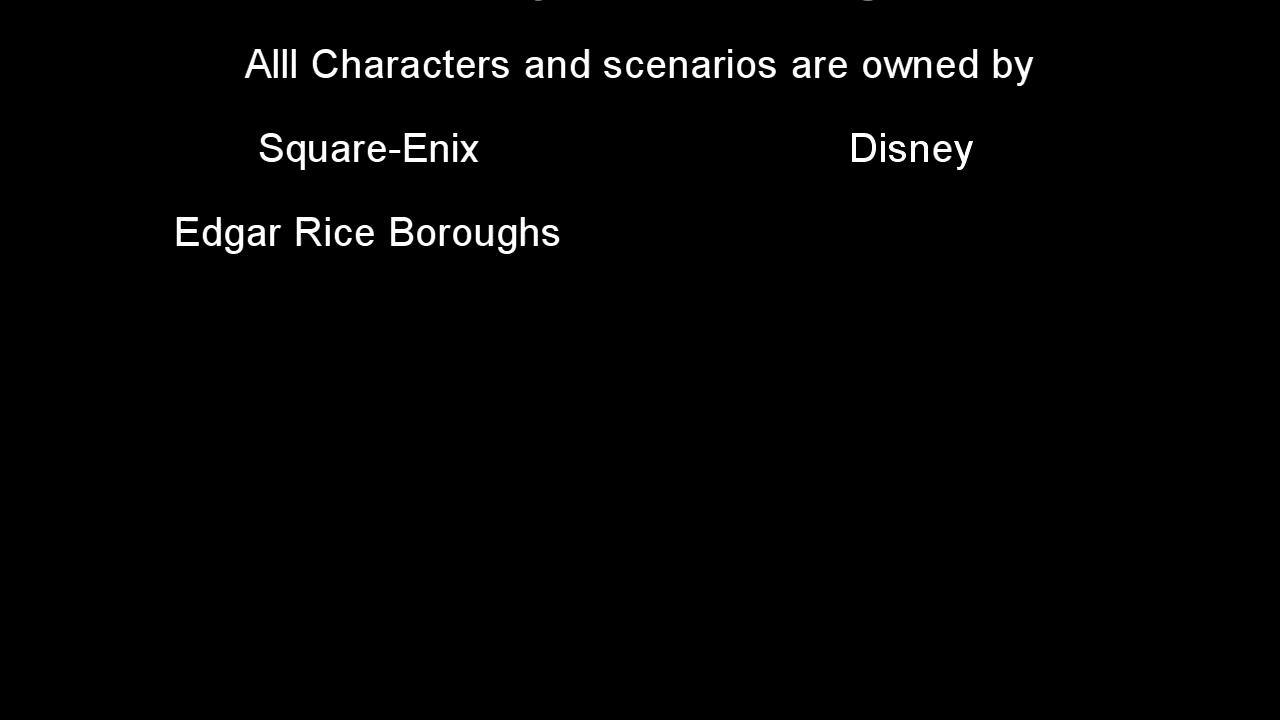 Alll Characters and scenarios are owned by
Square-Enix Disney
Edgar Rice Boroughs